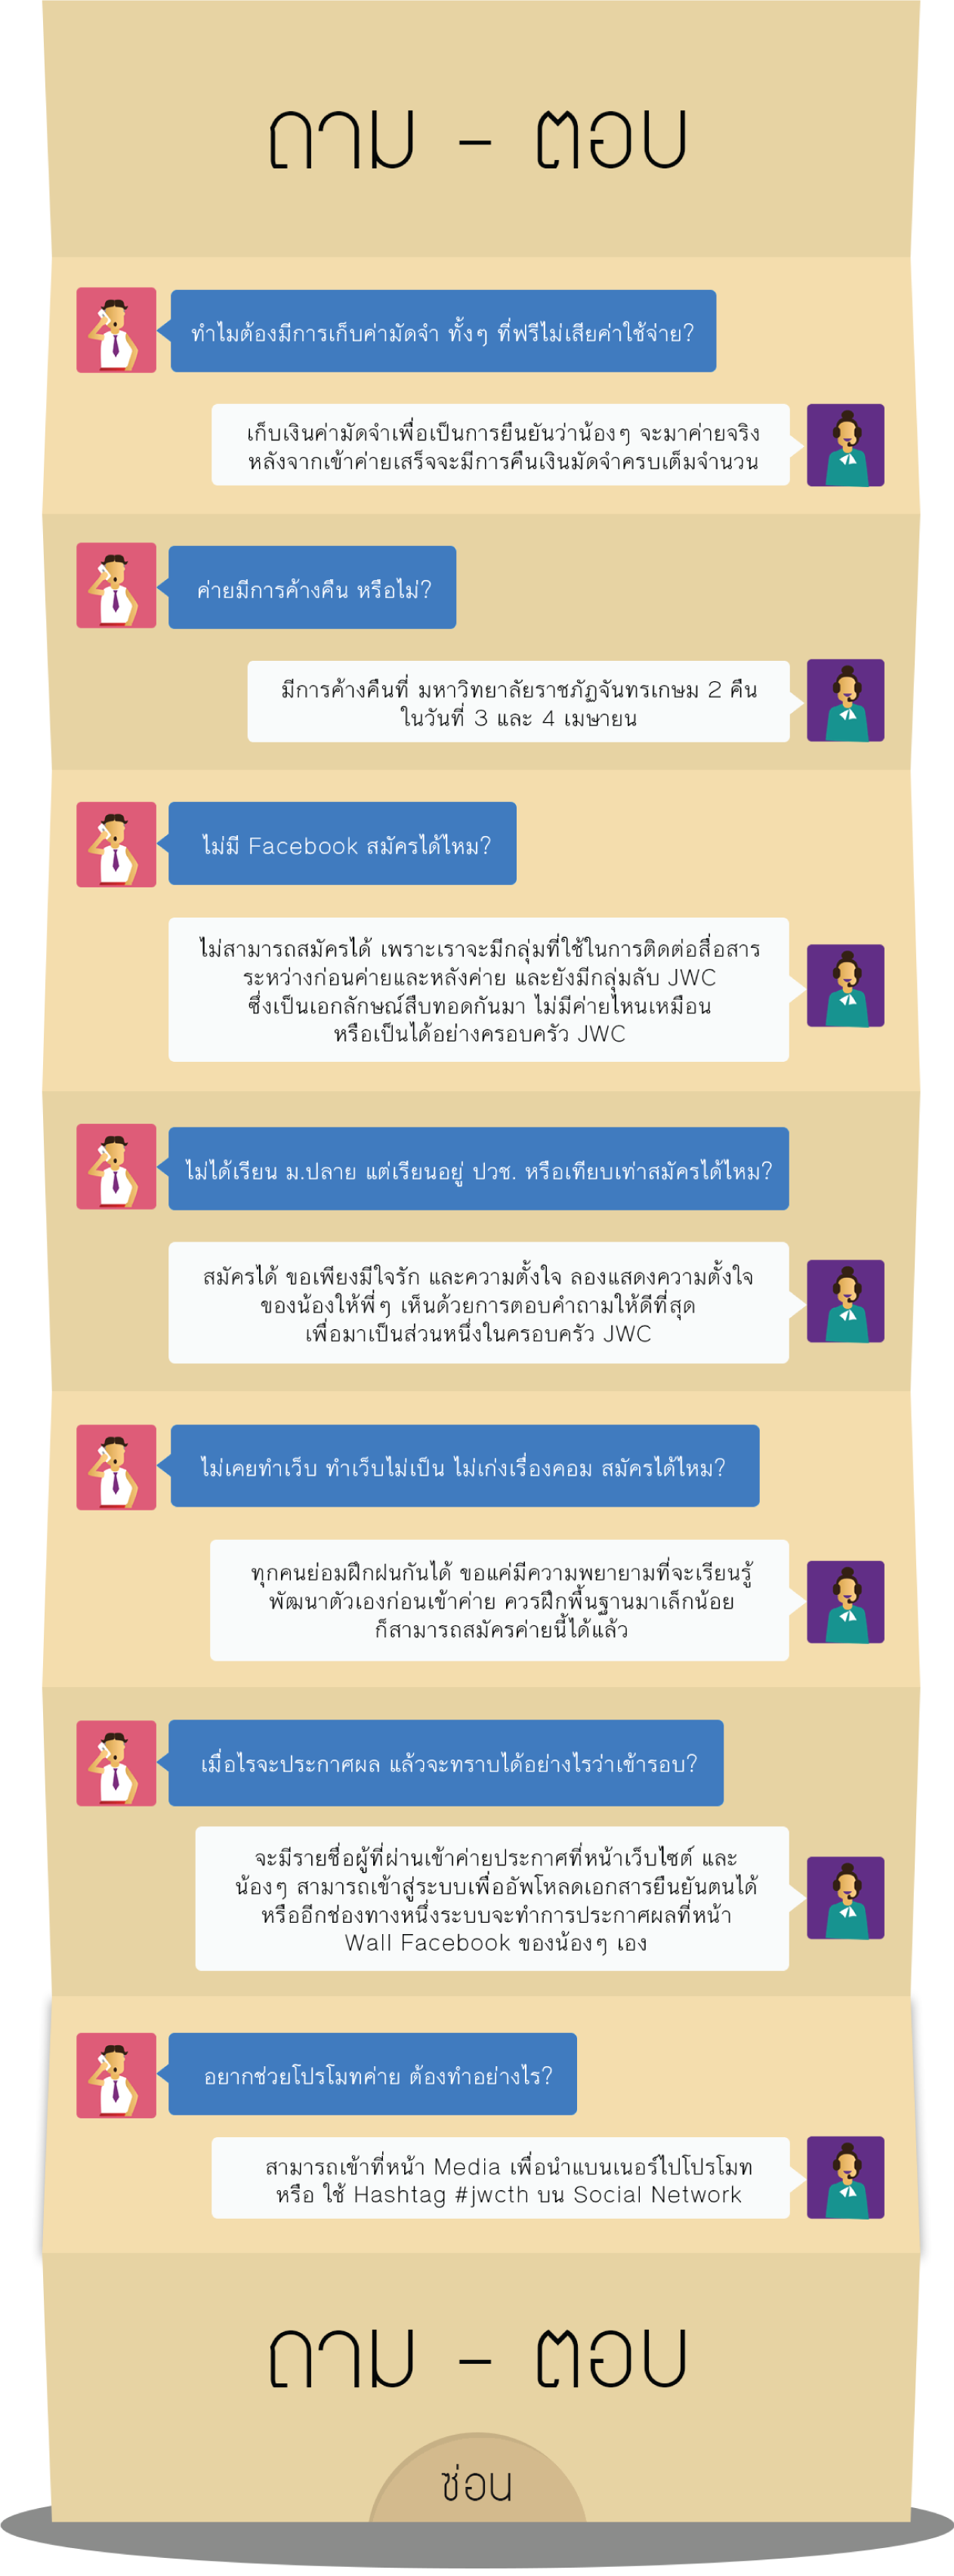 ถาม - ตอบ
ทำไมต้องมีการเก็บค่ามัดจำ ทั้งๆ ที่ฟรีไม่เสียค่าใช้จ่าย?
เก็บเงินค่ามัดจำเพื่อเป็นการยืนยันว่าน้องๆ จะมาค่ายจริง
หลังจากเข้าค่ายเสร็จจะมีการคืนเงินมัดจำครบเต็มจำนวน
ค่ายมีการค้างคืน หรือไม่?
มีการค้างคืนที่ มหาวิทยาลัยราชภัฏจันทรเกษม 2 คืน
ในวันที่ 3 และ 4 เมษายน
ไม่มี Facebook สมัครได้ไหม?
ไม่สามารถสมัครได้ เพราะเราจะมีกลุ่มที่ใช้ในการติดต่อสื่อสาร
ระหว่างก่อนค่ายและหลังค่าย และยังมีกลุ่มลับ JWC
ซึ่งเป็นเอกลักษณ์สืบทอดกันมา ไม่มีค่ายไหนเหมือน
หรือเป็นได้อย่างครอบครัว JWC
ไม่ได้เรียน ม.ปลาย แต่เรียนอยู่ ปวช. หรือเทียบเท่าสมัครได้ไหม?
สมัครได้ ขอเพียงมีใจรัก และความตั้งใจ ลองแสดงความตั้งใจ
ของน้องให้พี่ๆ เห็นด้วยการตอบคำถามให้ดีที่สุด
เพื่อมาเป็นส่วนหนึ่งในครอบครัว JWC
ไม่เคยทำเว็บ ทำเว็บไม่เป็น ไม่เก่งเรื่องคอม สมัครได้ไหม?
ทุกคนย่อมฝึกฝนกันได้ ขอแค่มีความพยายามที่จะเรียนรู้
พัฒนาตัวเองก่อนเข้าค่าย ควรฝึกพื้นฐานมาเล็กน้อย
ก็สามารถสมัครค่ายนี้ได้แล้ว
เมื่อไรจะประกาศผล แล้วจะทราบได้อย่างไรว่าเข้ารอบ?
จะมีรายชื่อผู้ที่ผ่านเข้าค่ายประกาศที่หน้าเว็บไซต์ และ
น้องๆ สามารถเข้าสู่ระบบเพื่ออัพโหลดเอกสารยืนยันตนได้
หรืออีกช่องทางหนึ่งระบบจะทำการประกาศผลที่หน้า
Wall Facebook ของน้องๆ เอง
อยากช่วยโปรโมทค่าย ต้องทำอย่างไร?
สามารถเข้าที่หน้า Media เพื่อนำแบนเนอร์ไปโปรโมท
หรือ ใช้ Hashtag #jwcth บน Social Network
ถาม - ตอบ
ซ่อน